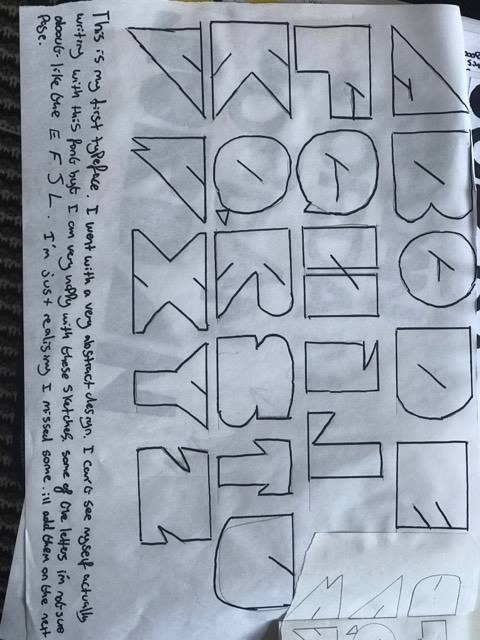 A B C D E
F G H I J
K Q R S T U
V W X Y Z
This is my first typeface. I went with a very abstract design. I can't see myself actually
writing with this font but I am very happy with these sketches, some of the letters im not sure
about like the E F J L. I'm just realising I missed some.. ill add them on the next
Page.